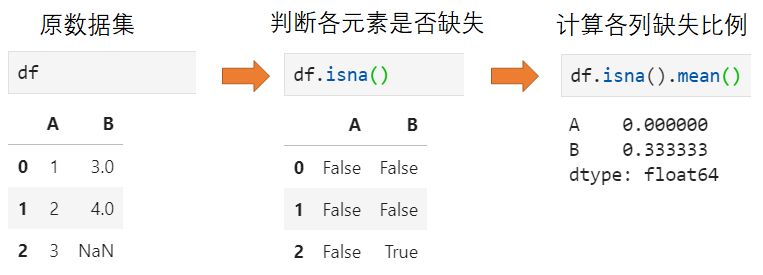 原数据集
df
A B
0 1 3.0
1 2 4.0
2 3 NaN
判断各元素是否缺失
df.isna()
A B
0 False False
1 False False
2 False True
计算各列缺失比例
df.isna().mean()
A 0.000000
B 0.333333
dtype: float64